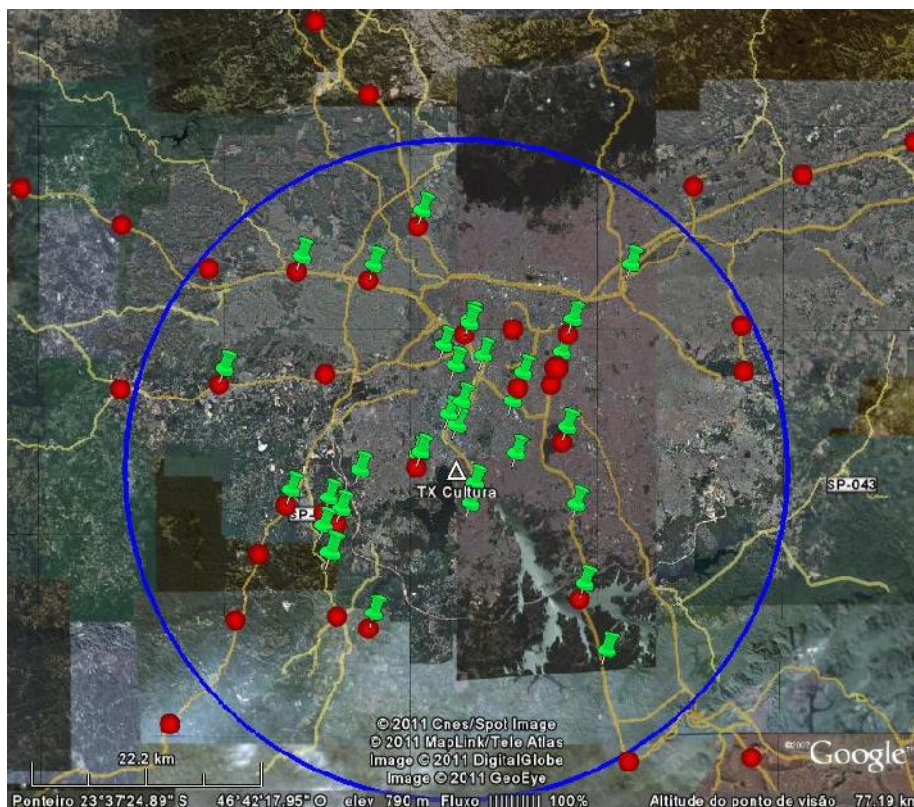 TX Cultura
SP-043
© 2011 Cnes/Spot Image
© 2011 MapLink/Tele Atlas
Image © 2011 DigitalGlobe
Image © 2011 GeoEye
22.2 km
©2007 Google™
Ponteiro 23°37'24.89" S 46°42'17.95" O elev 790 m Fluxo |||||||||| 100% Altitude do ponto de visão 77.19 km